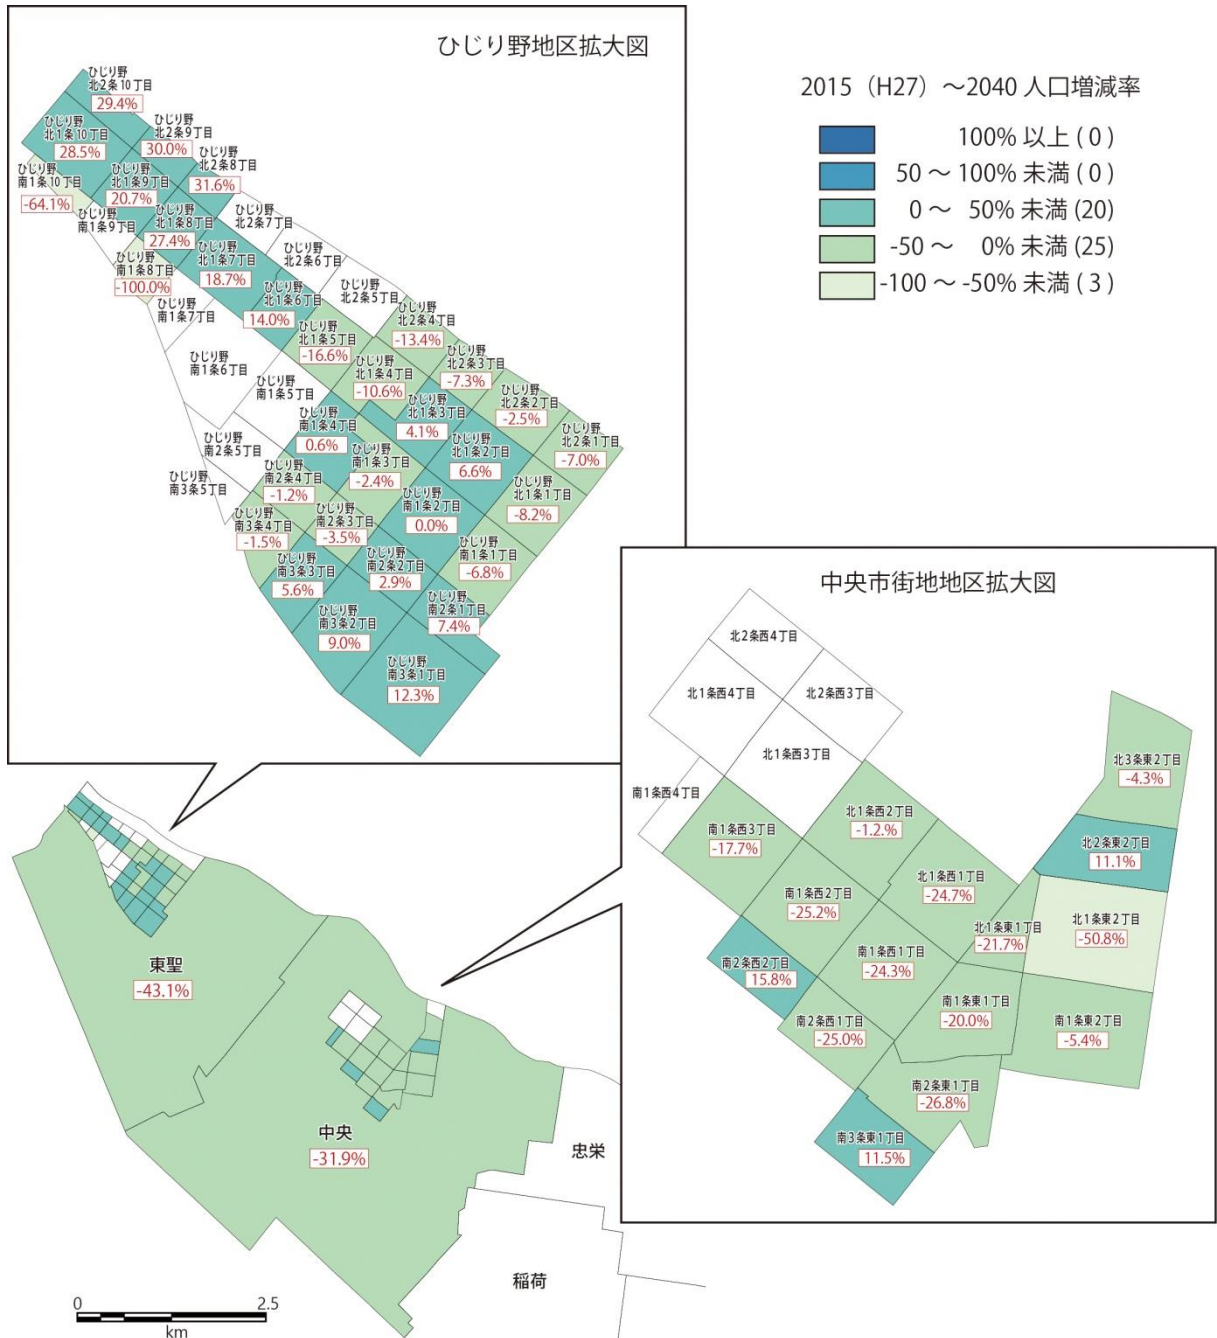 ひじり野地区拡大図
ひじり野
北2条10丁目
29.4%
ひじり野
北1条10丁目
28.5%
ひじり野
北2条9丁目
30.0%
ひじり野
北2条8丁目
31.6%
ひじり野
南1条10丁目
-64.1%
ひじり野
北1条9丁目
20.7%
ひじり野
南1条9丁目
ひじり野
北1条8丁目
27.4%
ひじり野
北2条7丁目
ひじり野
南1条8丁目
-100.0%
ひじり野
北1条7丁目
18.7%
ひじり野
北2条6丁目
ひじり野
南1条7丁目
ひじり野
北1条6丁目
14.0%
ひじり野
北2条5丁目
ひじり野
南1条6丁目
ひじり野
北1条5丁目
-16.6%
ひじり野
北2条4丁目
-13.4%
ひじり野
南1条5丁目
ひじり野
北1条4丁目
-10.6%
ひじり野
北2条3丁目
-7.3%
ひじり野
南1条4丁目
0.6%
ひじり野
北1条3丁目
4.1%
ひじり野
北2条2丁目
-2.5%
ひじり野
南2条5丁目
ひじり野
南1条3丁目
-2.4%
ひじり野
北1条2丁目
6.6%
ひじり野
北2条1丁目
-7.0%
ひじり野
南3条5丁目
ひじり野
南2条4丁目
-1.2%
ひじり野
南1条2丁目
0.0%
ひじり野
北1条1丁目
-8.2%
ひじり野
南3条4丁目
-1.5%
ひじり野
南2条3丁目
-3.5%
ひじり野
南1条1丁目
-6.8%
ひじり野
南3条3丁目
5.6%
ひじり野
南2条2丁目
2.9%
ひじり野
南2条1丁目
7.4%
ひじり野
南3条2丁目
9.0%
ひじり野
南3条1丁目
12.3%
2015（H27）～2040 人口増減率
100% 以上 ( 0 )
50 ～ 100% 未満 ( 0 )
0 ～ 50% 未満 (20)
-50 ～ 0% 未満 (25)
-100 ～ -50% 未満 ( 3 )
中央市街地地区拡大図
北2条西4丁目
北1条西4丁目
北2条西3丁目
北1条西3丁目
南1条西4丁目
北3条東2丁目
-4.3%
南1条西3丁目
-17.7%
北1条西2丁目
-1.2.%
北2条東2丁目
11.1%
南1条西2丁目
-25.2%
北1条西1丁目
-24.7%
北1条東1丁目
-21.7%
北1条東2丁目
-50.8%
南2条西2丁目
15.8%
南1条西1丁目
-24.3%
南2条西1丁目
-25.0%
南1条東1丁目
-20.0%
南1条東2丁目
-5.4%
南2条東1丁目
-26.8%
南3条東1丁目
11.5%
東聖
-43.1%
中央
-31.9%
忠栄
稲荷
0 2.5
km